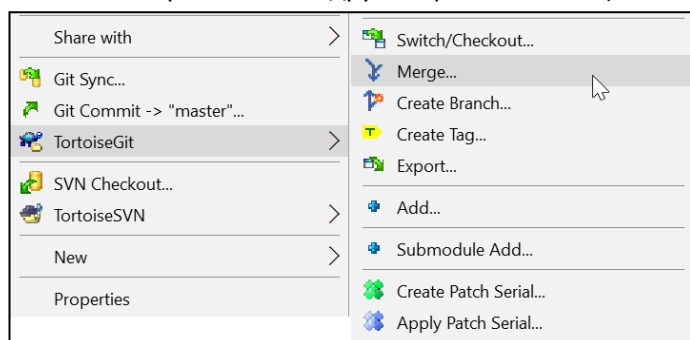 Share with
Git Sync...
Git Commit -> "master"...
TortoiseGit
SVN Checkout...
TortoiseSVN
New
Properties
Switch/Checkout...
Merge...
Create Branch...
Create Tag...
Export...
Add...
Submodule Add...
Create Patch Serial...
Apply Patch Serial...